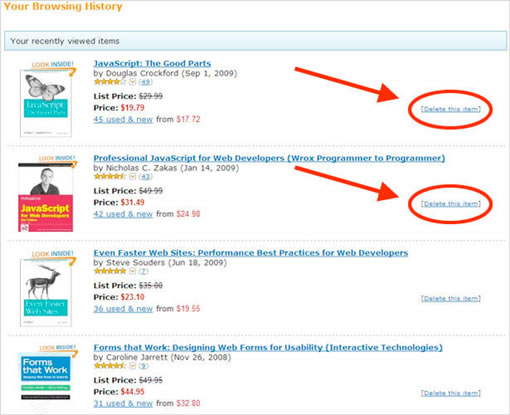 Your Browsing History
Your recently viewed items
LOOK INSIDE!
JavaScript: The Good Parts
by Douglas Crockford (Sep 1, 2009)
(49)
List Price: $29.99
Price: $19.79
45 used & new from $17.72
[Delete this item]
JavaScript:
The Good Parts
LOOK INSIDE!
Professional JavaScript for Web Developers (Wrox Programmer to Programmer)
by Nicholas C. Zakas (Jan 14, 2009)
(42)
List Price: $49.99
Price: $31.49
42 used & new from $24.98
[Delete this item]
Professional
JavaScript
for Web Developers
LOOK INSIDE!
Even Faster Web Sites: Performance Best Practices for Web Developers
by Steve Souders (Jun 18, 2009)
(7)
List Price: $35.00
Price: $23.10
36 used & new from $19.55
[Delete this item]
Even Faster
Web Sites
LOOK INSIDE!
Forms that Work: Designing Web Forms for Usability (Interactive Technologies)
by Caroline Jarrett (Nov 26, 2008)
(9)
List Price: $49.95
Price: $44.95
31 used & new from $32.80
[Delete this item]
Forms
that Work